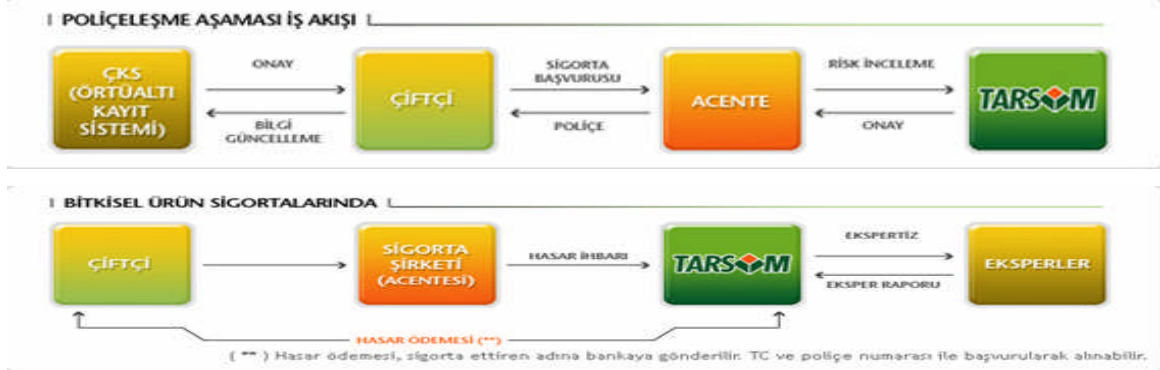 POLİÇELEŞME AŞAMASI İŞ AKIŞI
ÇKS
(ÖRTÜALTI
KAYIT
SİSTEMİ)
ONAY
BİLGİ
GÜNCELLEME
ÇİFTÇİ
SİGORTA
BAŞVURUSU
POLİÇE
ACENTE
RİSK İNCELEME
ONAY
TARSİM
BİTKİSEL ÜRÜN SİGORTALARINDA
ÇİFTÇİ
SİGORTA
ŞİRKETİ
(ACENTESİ)
HASAR İHBARI
TARSİM
EKSPERTİZ
EKSPER RAPORU
EKSPERLER
HASAR ÖDEMESİ (**)
( ** ) Hasar ödemesi, sigorta ettiren adına bankaya gönderilir. TC ve poliçe numarası ile başvurularak alınabilir.